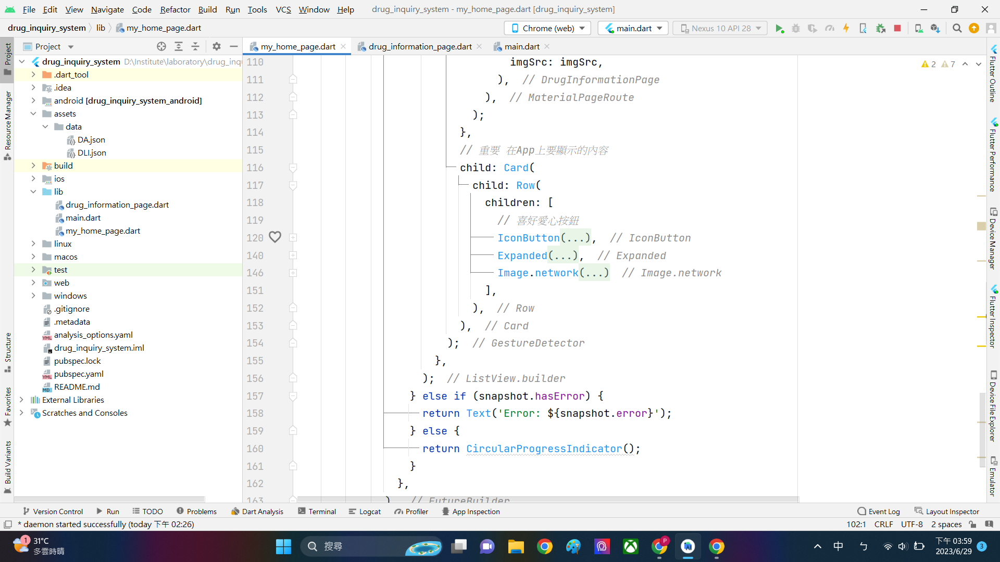 File Edit View Navigate Code Refactor Build Run Tools VCS Window Help drug_inquiry_system - my_home_page.dart [drug_inquiry_system]
drug_inquiry_system lib my_home_page.dart Chrome (web) main.dart Nexus 10 API 28
Project my_home_page.dart drug_information_page.dart main.dart
drug_inquiry_system D:\Institute\laboratory\drug_inq
.dart_tool
.idea
android [drug_inquiry_system_android]
assets
data
DA.json
DLI.json
build
ios
lib
drug_information_page.dart
main.dart
my_home_page.dart
linux
macos
test
web
windows
.gitignore
.metadata
analysis_options.yaml
drug_inquiry_system.iml
pubspec.lock
pubspec.yaml
README.md
External Libraries
Scratches and Consoles
Project
Resource Manager
Structure
Favorites
Build Variants
2 7
110 imgSrc: imgSrc,
111 ), // DrugInformationPage
112 ), // MaterialPageRoute
113 );
114 },
115 // 重要 在App上要顯示的內容
116 child: Card(
117 child: Row(
118 children: [
119 // 喜好愛心按鈕
120 IconButton(...), // IconButton
140 Expanded(...), // Expanded
146 Image.network(...) // Image.network
151 ],
152 ), // Row
153 ), // Card
154 ); // GestureDetector
155 },
156 ); // ListView.builder
157 } else if (snapshot.hasError) {
158 return Text('Error: ${snapshot.error}');
159 } else {
160 return CircularProgressIndicator();
161 }
162 },
163 ) // FutureBuilder
Flutter Outline
Flutter Performance
Device Manager
Flutter Inspector
Device File Explorer
Emulator
Version Control Run TODO Problems Dart Analysis Terminal Logcat Profiler App Inspection Event Log Layout Inspector
* daemon started successfully (today 下午 02:26) 102:1 CRLF UTF-8 2 spaces
1 31°C
多雲時晴
搜尋
P
中 ㄅ
下午 03:59
2023/6/29
3